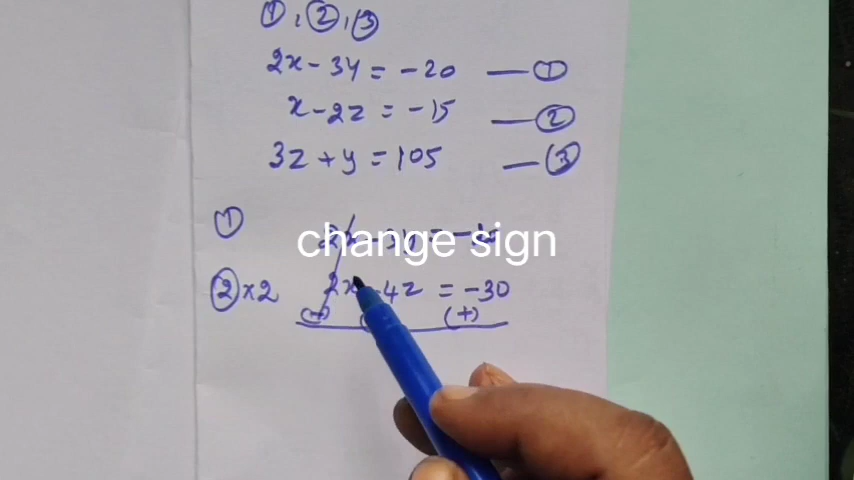 ①, ②, ③
2x - 3y = -20 — ①
x - 2z = -15 — ②
3z + y = 105 — ③
①
change sign
②×2 2x - 4z = -30
(-) (+)